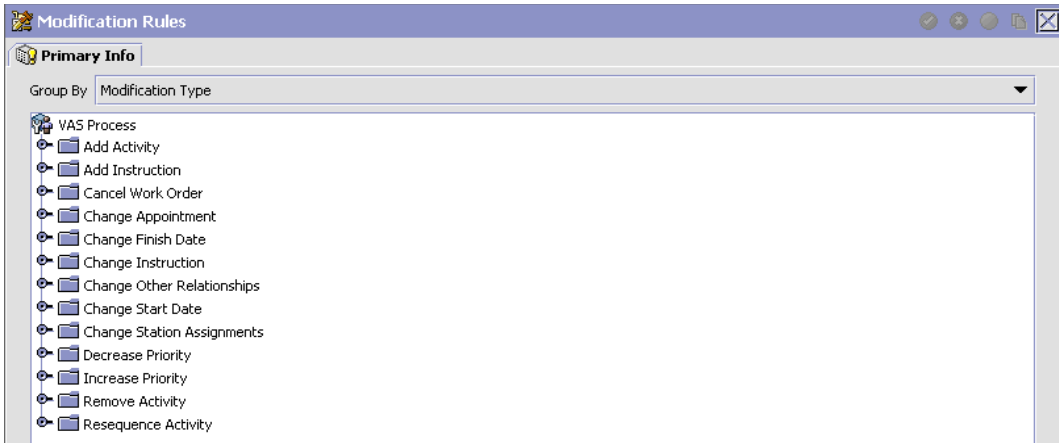 Modification Rules
Primary Info
Group By Modification Type
VAS Process
Add Activity
Add Instruction
Cancel Work Order
Change Appointment
Change Finish Date
Change Instruction
Change Other Relationships
Change Start Date
Change Station Assignments
Decrease Priority
Increase Priority
Remove Activity
Resequence Activity